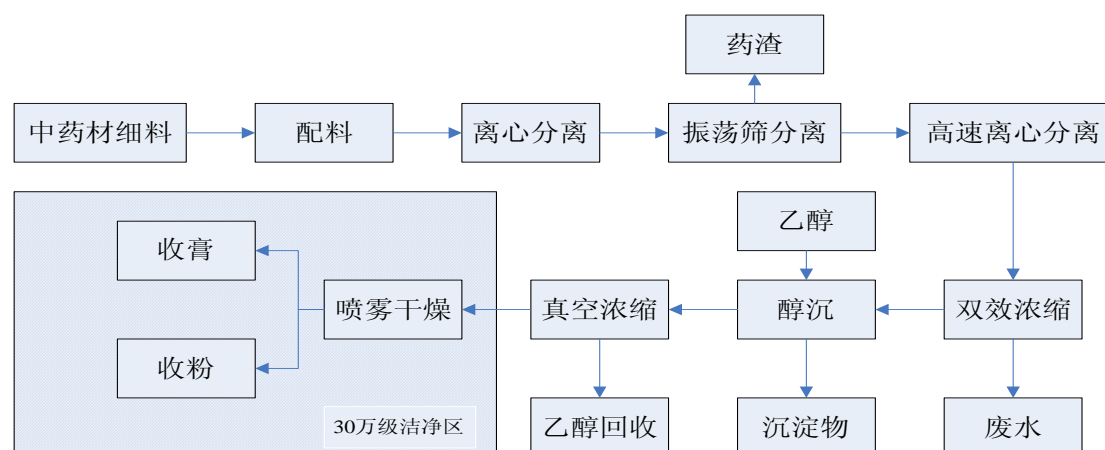 药渣
中药材细料
配料
离心分离
振荡筛分离
高速离心分离
乙醇
收膏
喷雾干燥
真空浓缩
醇沉
双效浓缩
收粉
30万级洁净区
乙醇回收
沉淀物
废水